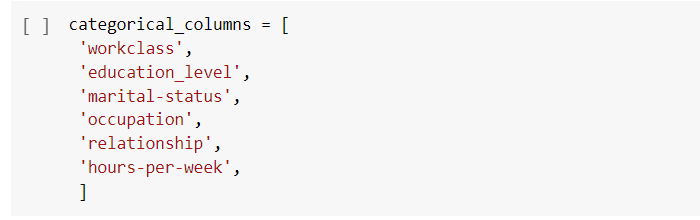 [ ] categorical_columns = [
'workclass',
'education_level',
'marital-status',
'occupation',
'relationship',
'hours-per-week',
]